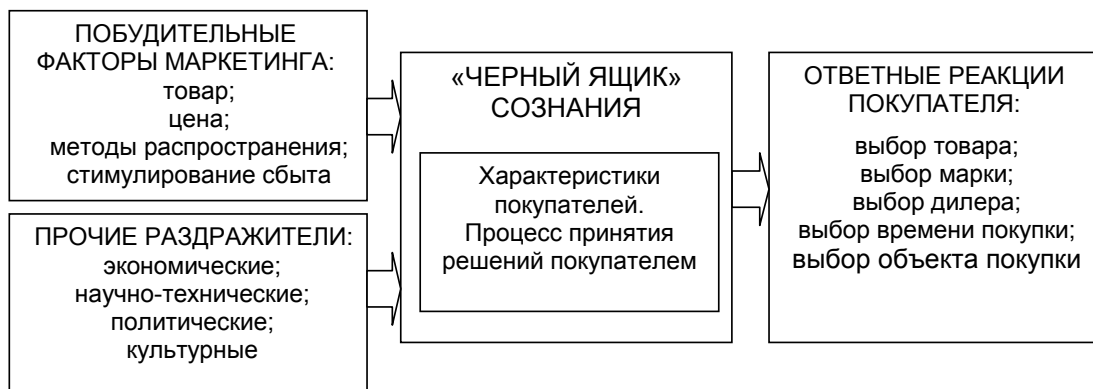 ПОБУДИТЕЛЬНЫЕ
ФАКТОРЫ МАРКЕТИНГА:
товар;
цена;
методы распространения;
стимулирование сбыта
ПРОЧИЕ РАЗДРАЖИТЕЛИ:
экономические;
научно-технические;
политические;
культурные
«ЧЕРНЫЙ ЯЩИК»
СОЗНАНИЯ
Характеристики
покупателей.
Процесс принятия
решений покупателем
ОТВЕТНЫЕ РЕАКЦИИ
ПОКУПАТЕЛЯ:
выбор товара;
выбор марки;
выбор дилера;
выбор времени покупки;
выбор объекта покупки